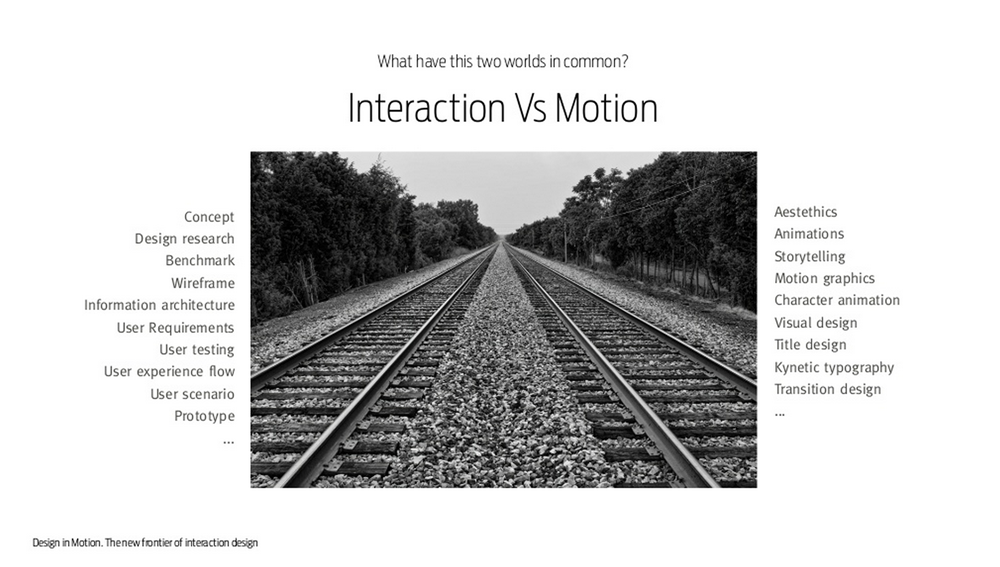 What have this two worlds in common?
Interaction Vs Motion
Concept
Design research
Benchmark
Wireframe
Information architecture
User Requirements
User testing
User experience flow
User scenario
Prototype
...
Aestethics
Animations
Storytelling
Motion graphics
Character animation
Visual design
Title design
Kynetic typography
Transition design
...
Design in Motion. The new frontier of interaction design